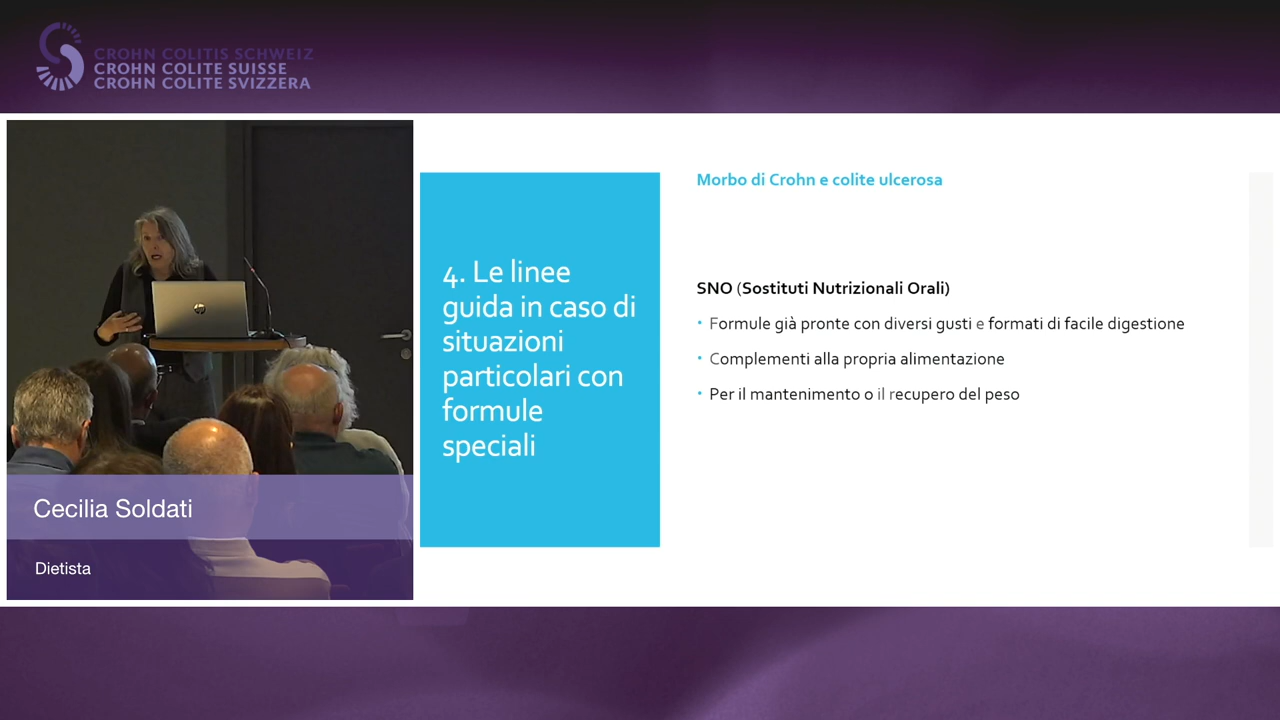 CROHN COLITIS SCHWEIZ
CROHN COLITE SUISSE
CROHN COLITE SVIZZERA
Cecilia Soldati
Dietista
4. Le linee
guida in caso di
situazioni
particolari con
formule
speciali
Morbo di Crohn e colite ulcerosa
SNO (Sostituti Nutrizionali Orali)
• Formule già pronte con diversi gusti e formati di facile digestione
• Complementi alla propria alimentazione
• Per il mantenimento o il recupero del peso